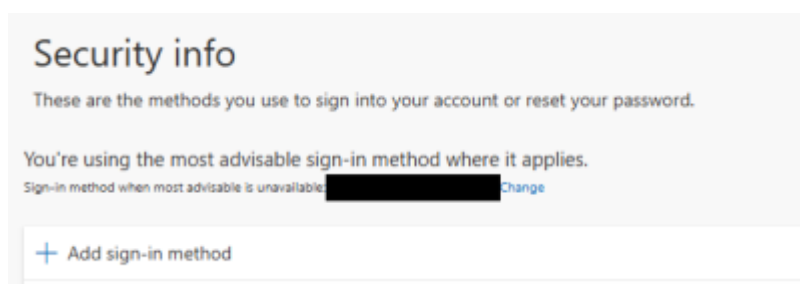 Security info
These are the methods you use to sign into your account or reset your password.
You're using the most advisable sign-in method where it applies.
Sign-in method when most advisable is unavailable: Change
+ Add sign-in method